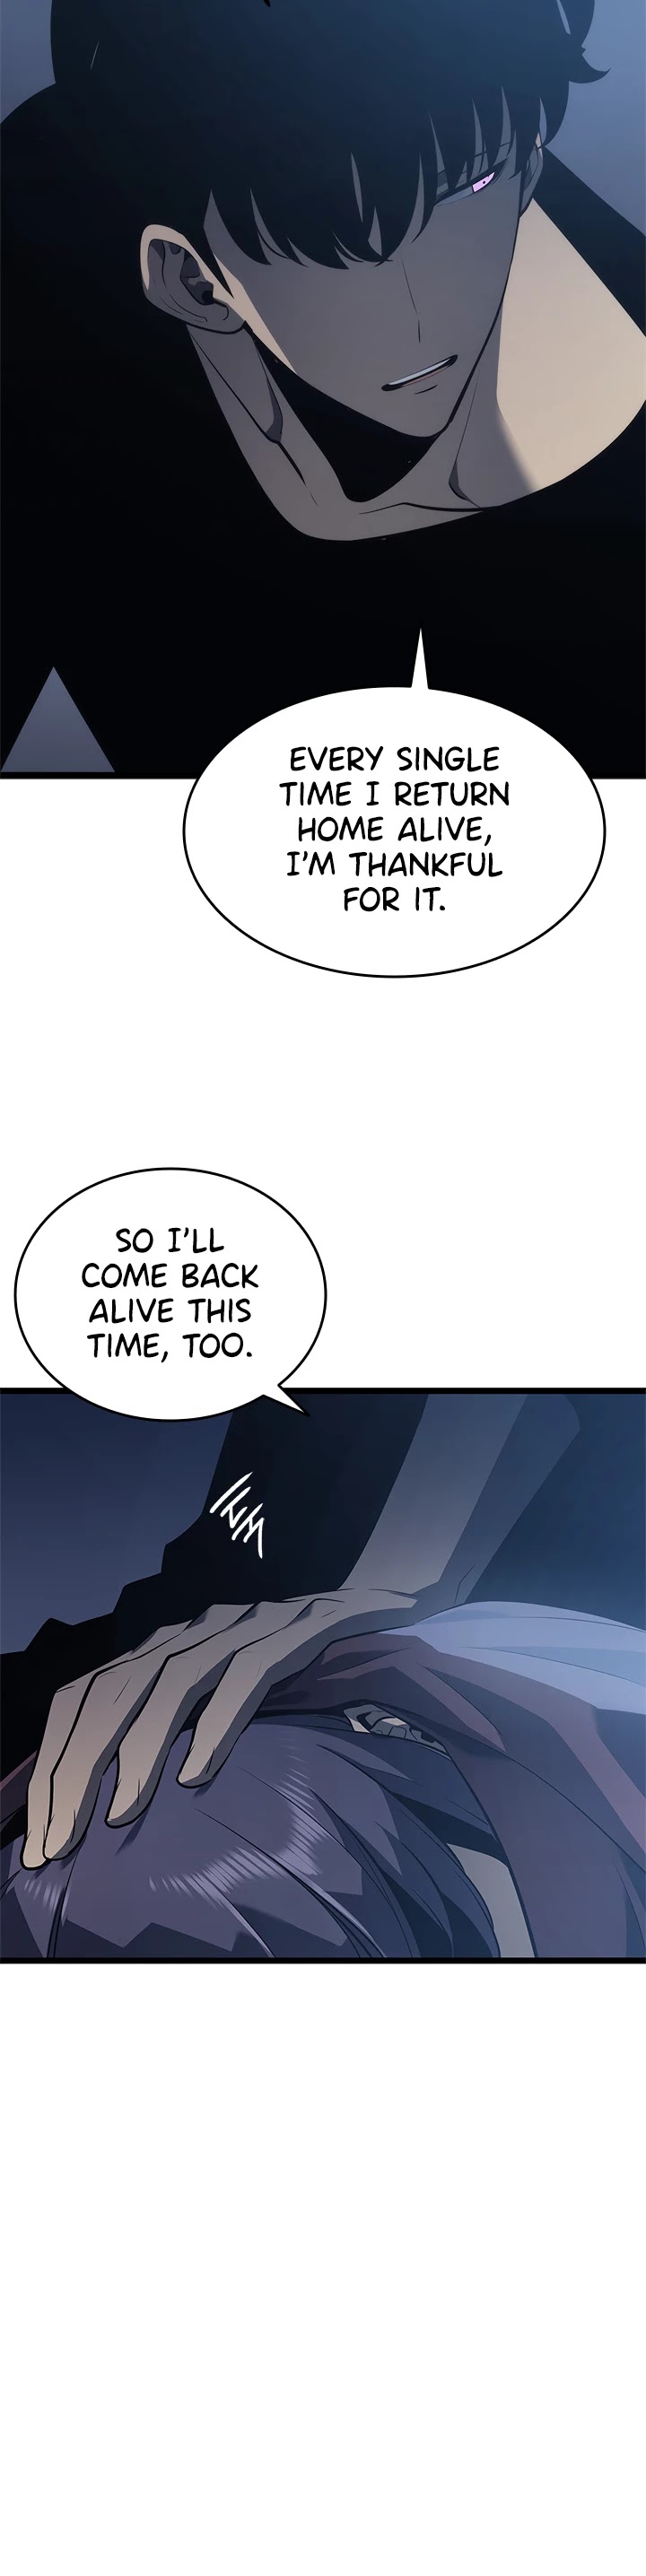 EVERY SINGLE
TIME I RETURN
HOME ALIVE,
I'M THANKFUL
FOR IT.
SO I'LL
COME BACK
ALIVE THIS
TIME, TOO.